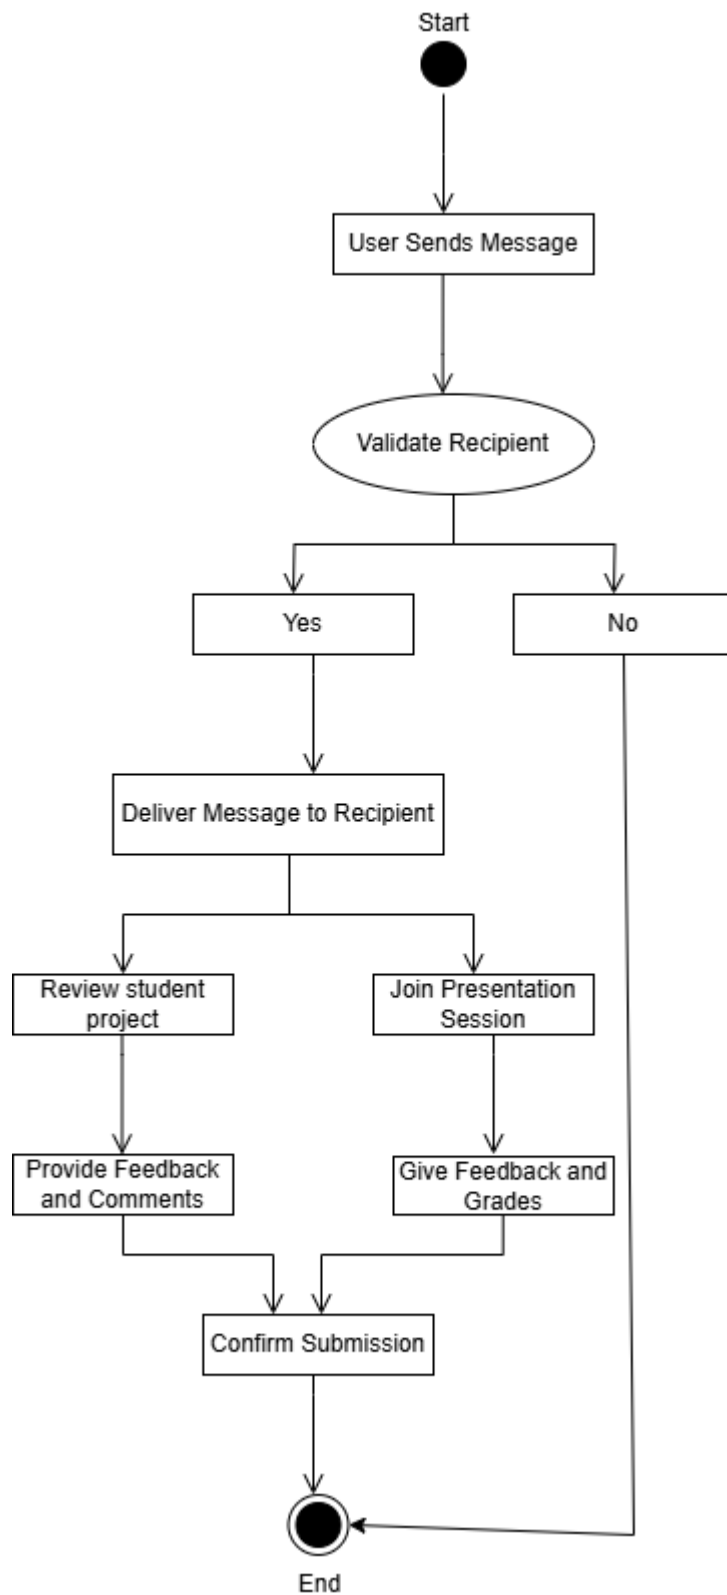 Start
User Sends Message
Validate Recipient
Yes
No
Deliver Message to Recipient
Review student
project
Join Presentation
Session
Provide Feedback
and Comments
Give Feedback and
Grades
Confirm Submission
End